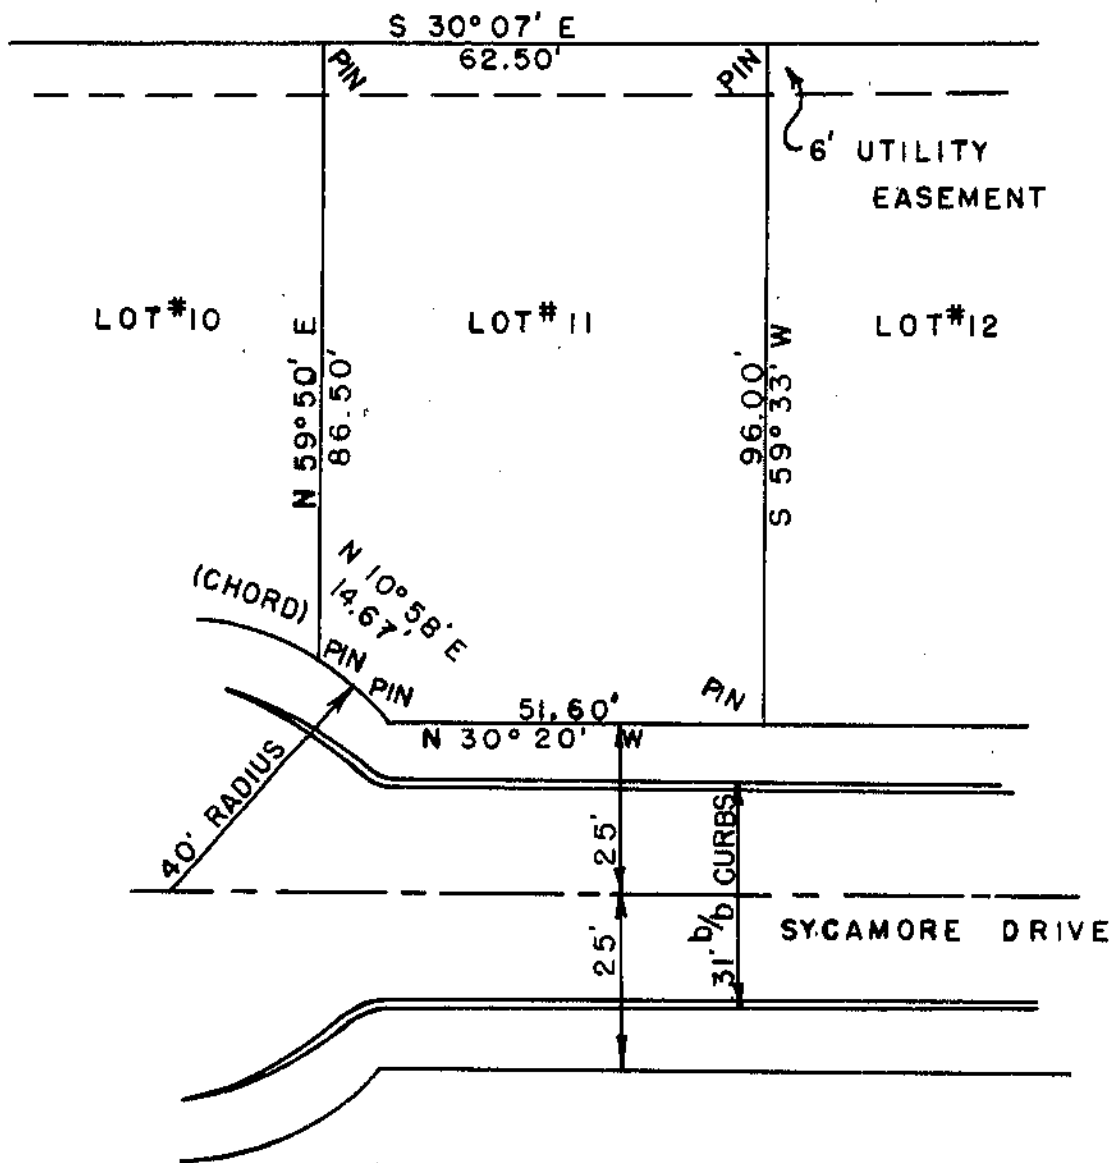 S 30° 07' E
62.50'
PIN
PIN
6' UTILITY
EASEMENT
LOT #10
LOT #11
LOT #12
N 59° 50' E
86.50'
96.00'
S 59° 33' W
(CHORD)
N 10° 58' E
14.67'
PIN
PIN
PIN
51.60'
N 30° 20' W
40' RADIUS
25'
25'
31' b/b CURBS
SYCAMORE DRIVE